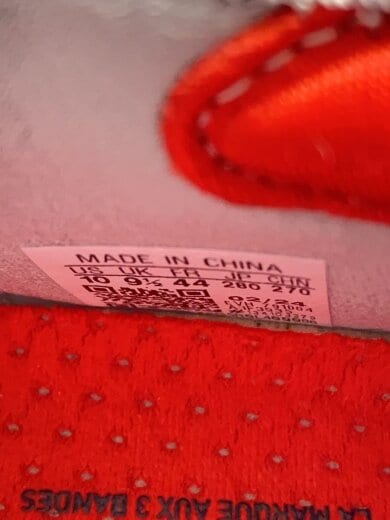 MADE IN CHINA
US UK FR JP CHN
10 9½ 44 280 270
02/24
LA MARQUE AUX 3 BANDES